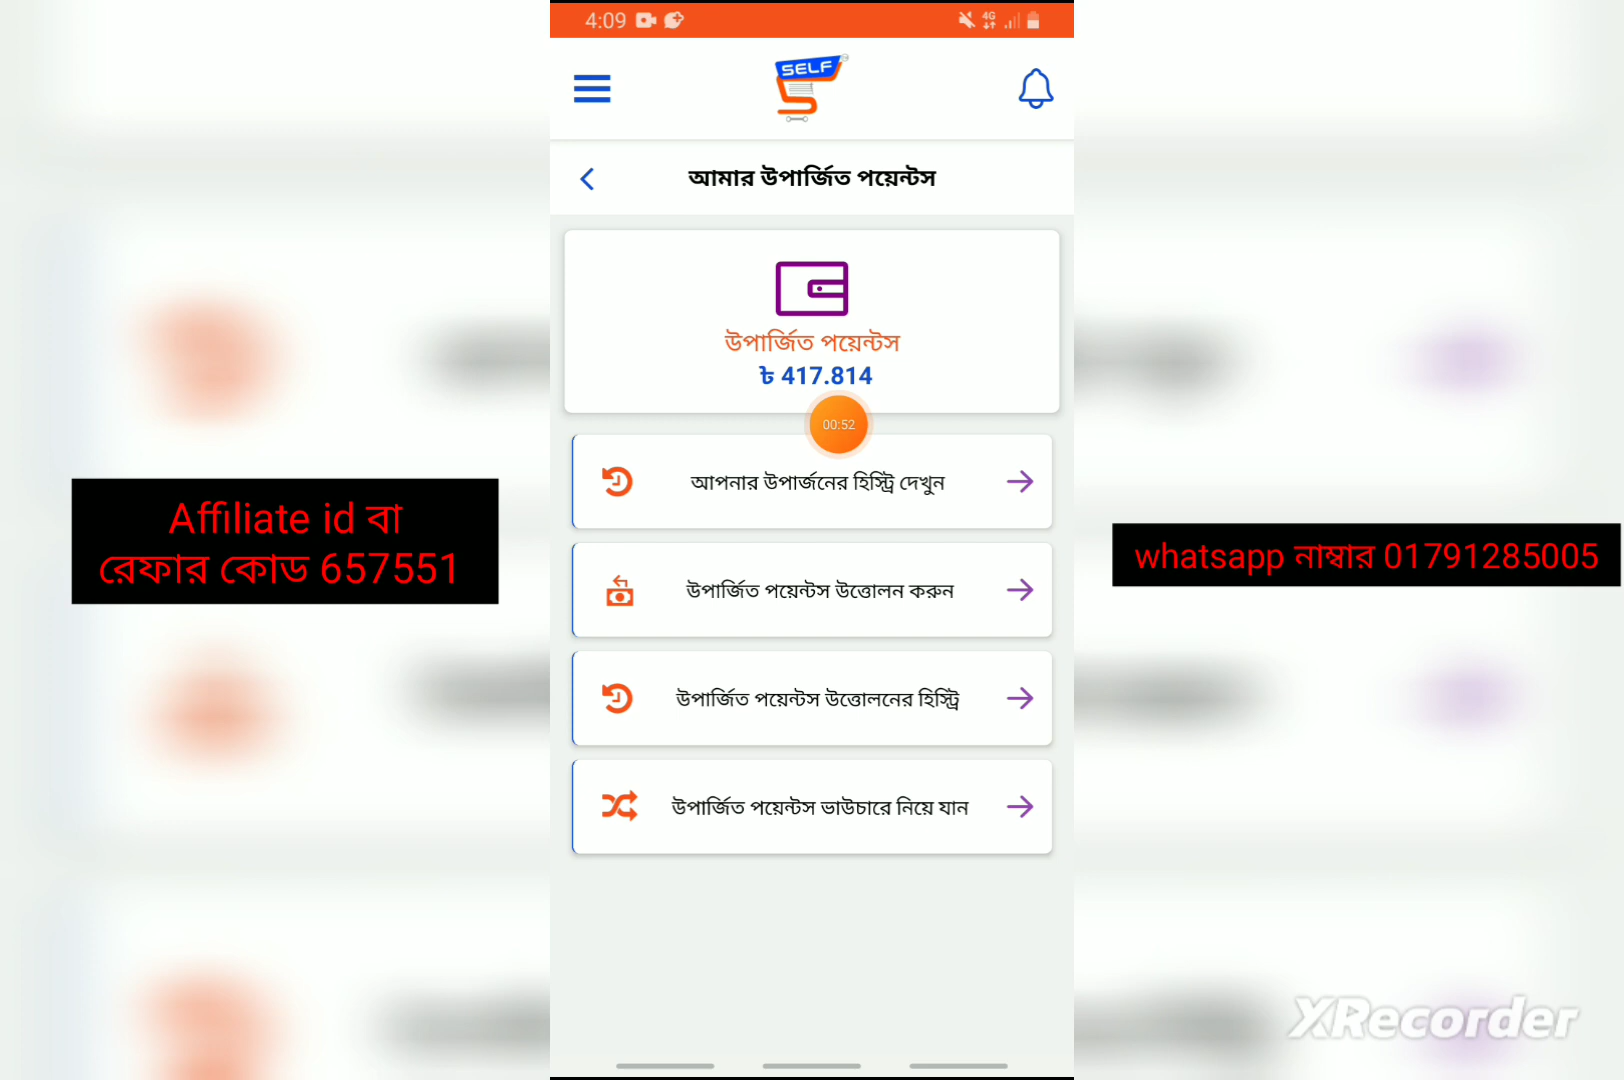 4:09
4G
SELF
আমার উপার্জিত পয়েন্টস
উপার্জিত পয়েন্টস
৳ 417.814
00:52
আপনার উপার্জনের হিস্ট্রি দেখুন
উপার্জিত পয়েন্টস উত্তোলন করুন
উপার্জিত পয়েন্টস উত্তোলনের হিস্ট্রি
উপার্জিত পয়েন্টস ভাউচারে নিয়ে যান
Affiliate id বা
রেফার কোড 657551
whatsapp নাম্বার 01791285005
XRecorder